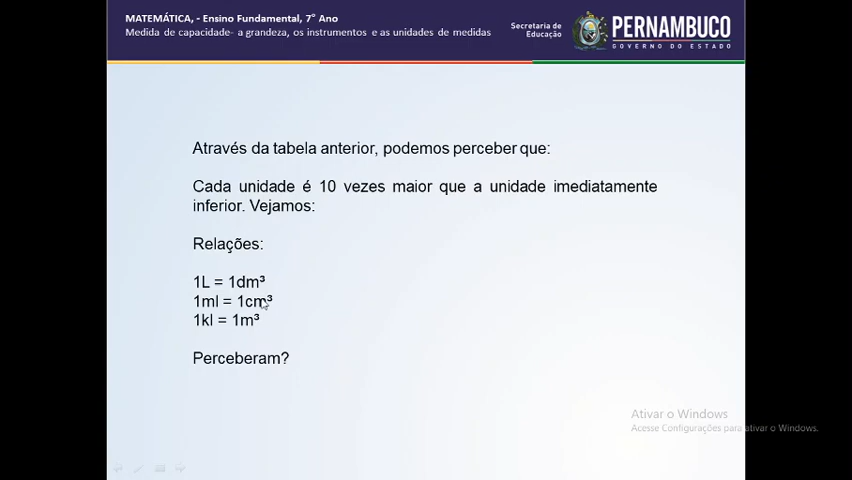 MATEMÁTICA, - Ensino Fundamental, 7° Ano
Medida de capacidade- a grandeza, os instrumentos e as unidades de medidas
Secretaria de
Educação
PERNAMBUCO
GOVERNO DO ESTADO
Através da tabela anterior, podemos perceber que:
Cada unidade é 10 vezes maior que a unidade imediatamente
inferior. Vejamos:
Relações:
1L = 1dm³
1ml = 1cm³
1kl = 1m³
Perceberam?
Ativar o Windows
Acesse Configurações para ativar o Windows.